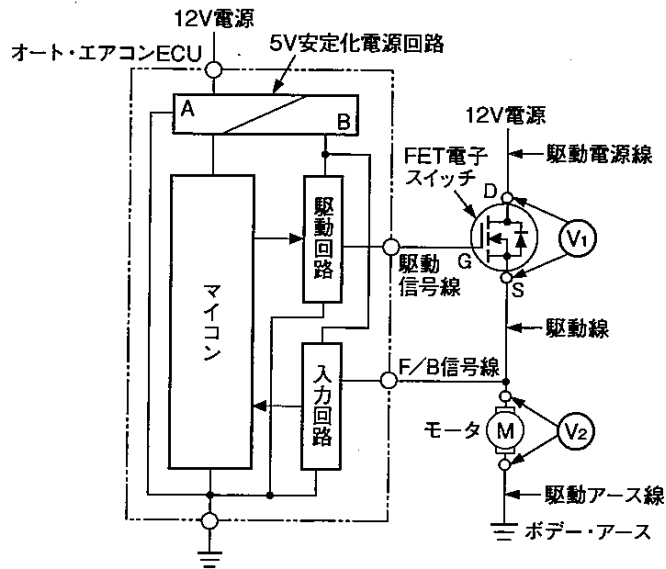 12V電源
オート・エアコンECU
5V安定化電源回路
A
B
12V電源
FET電子
スイッチ
駆動電源線
D
V1
G
S
駆動回路
駆動
信号線
マイコン
駆動線
入力回路
F/B信号線
モータ
M
V2
駆動アース線
ボデー・アース